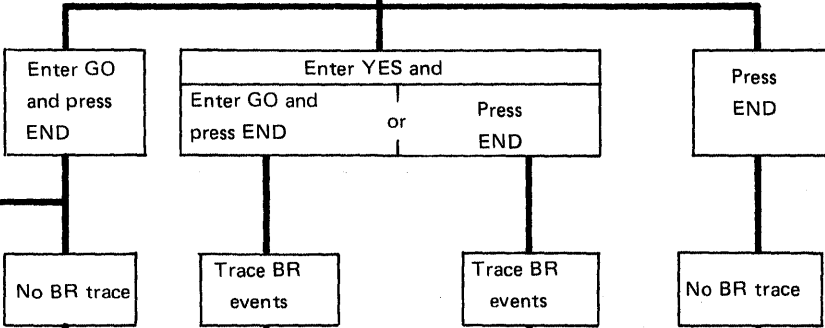 Enter GO
and press
END
Enter YES and
Enter GO and
press END
or
Press
END
Press
END
No BR trace
Trace BR
events
Trace BR
events
No BR trace